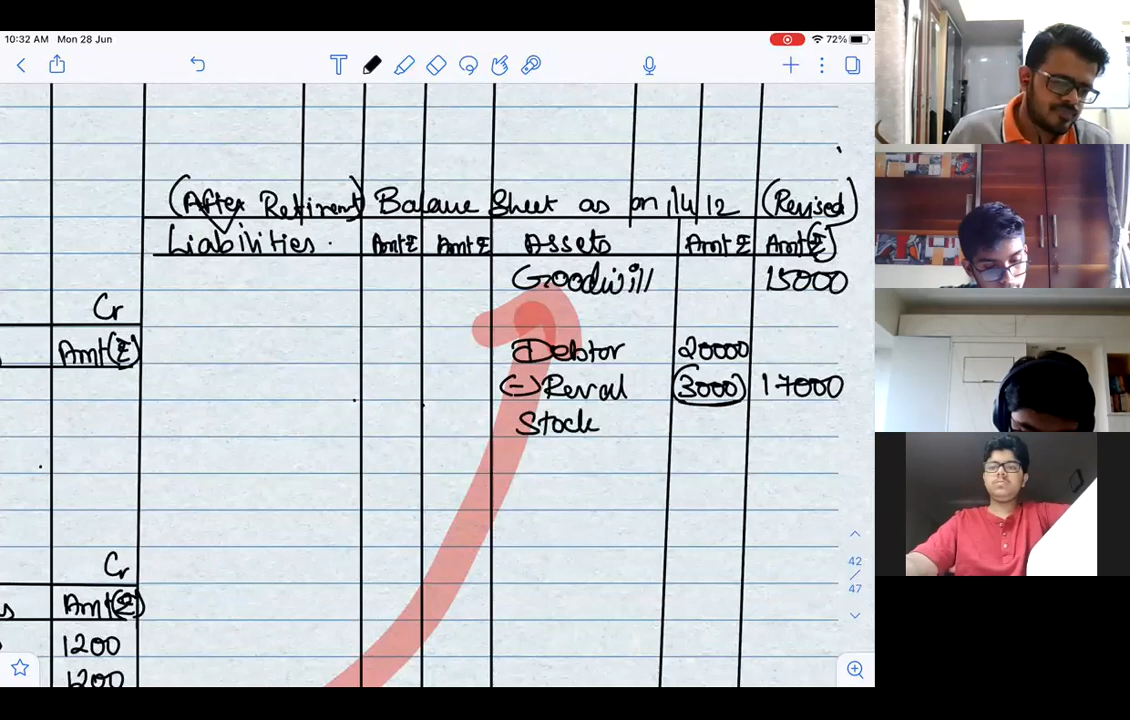 10:32 AM Mon 28 Jun
72%
(After Retirement) Balance Sheet as on 1/4/12 (Revised)
Liabilities. Amt₹ Amt₹ Assets Amt₹ Amt(₹)
Goodwill 15000
Cr
Amt(₹)
Debtor 20000
(-) Reval (3000) 17000
Stock
42
/
47
Cr
Amt(₹)
1200
1200